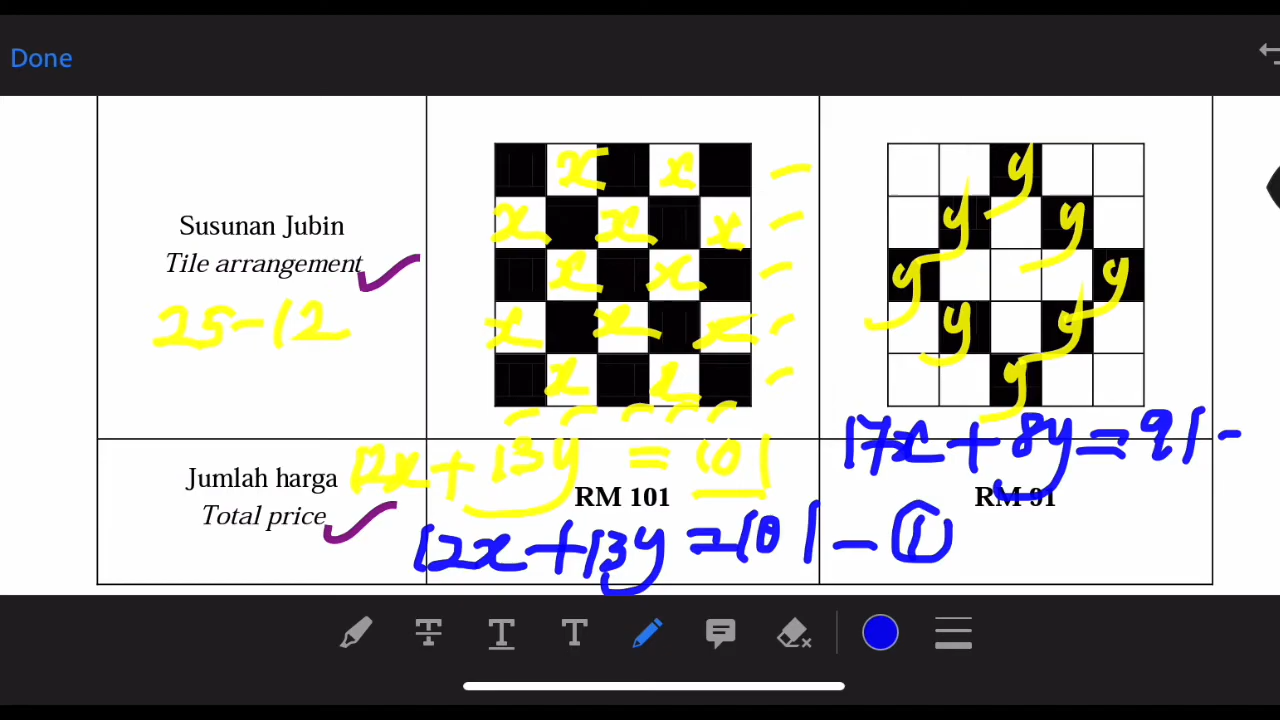 Done
Susunan Jubin
Tile arrangement
25-12
x x
x x x
x x
x x x
x x
y
y y
y y
y y
y
Jumlah harga
Total price
12x + 13y = 101
RM 101
12x + 13y = 101 - ①
17x + 8y = 91 -
RM 91
T T T